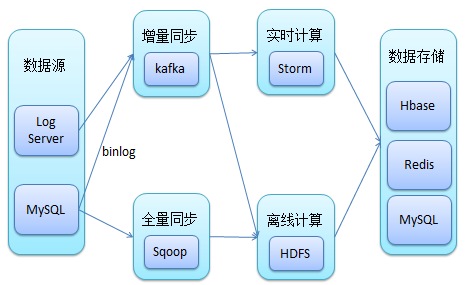 数据源
Log
Server
MySQL
binlog
增量同步
kafka
全量同步
Sqoop
实时计算
Storm
离线计算
HDFS
数据存储
Hbase
Redis
MySQL